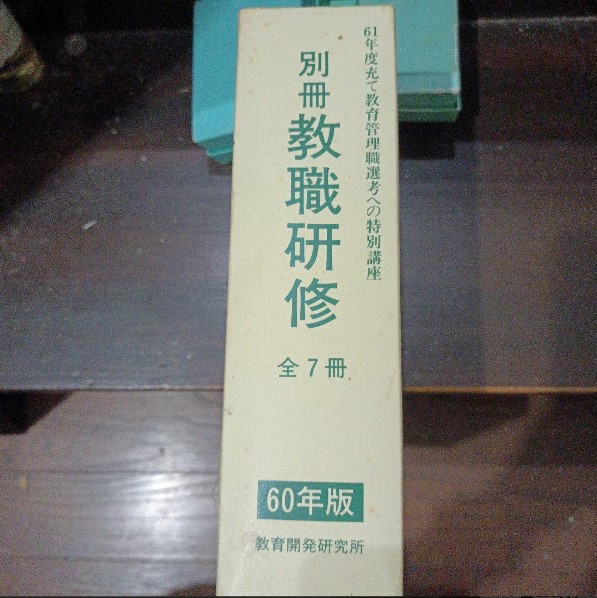 61年度充て教育管理職選考への特別講座
別冊教職研修
全7冊
60年版
教育開発研究所